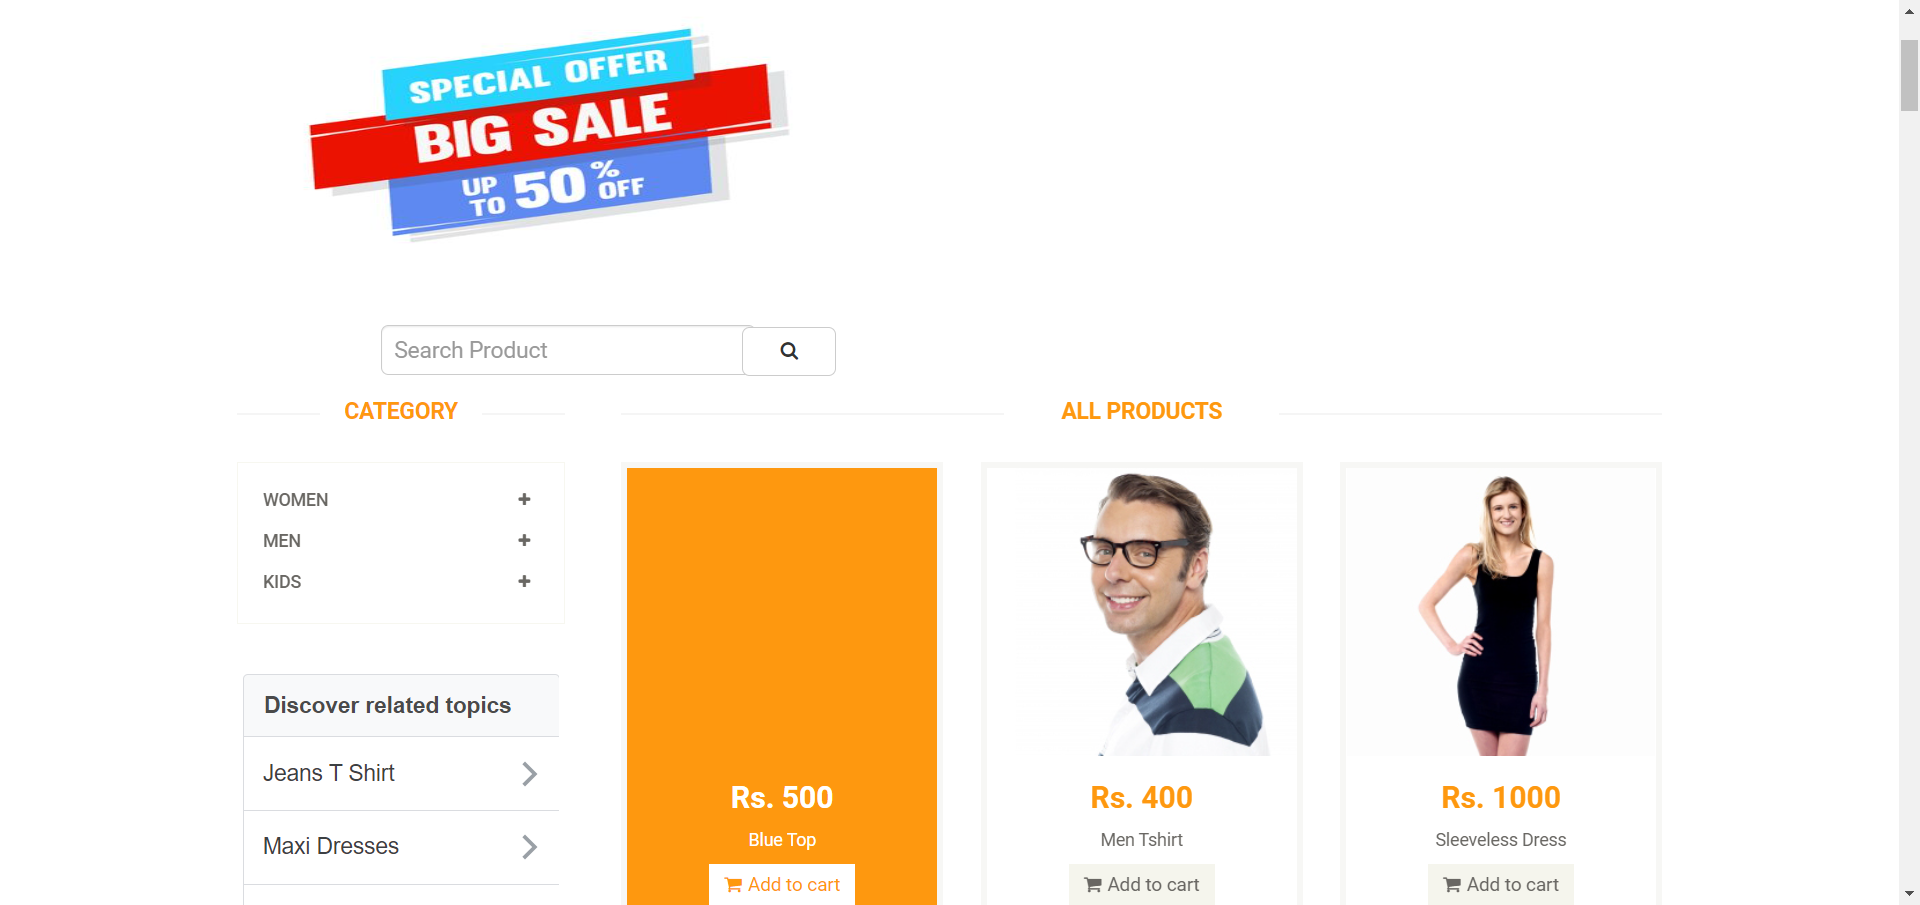 SPECIAL OFFER
BIG SALE
UP TO 50% OFF
Search Product
CATEGORY
ALL PRODUCTS
WOMEN
MEN
KIDS
Discover related topics
Jeans T Shirt
Maxi Dresses
Rs. 500
Blue Top
Add to cart
Rs. 400
Men Tshirt
Add to cart
Rs. 1000
Sleeveless Dress
Add to cart